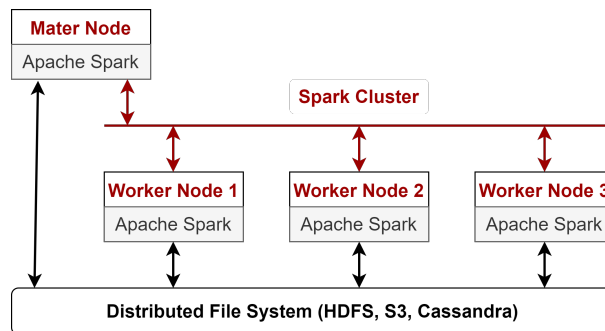 Mater Node
Apache Spark
Spark Cluster
Worker Node 1
Apache Spark
Worker Node 2
Apache Spark
Worker Node 3
Apache Spark
Distributed File System (HDFS, S3, Cassandra)